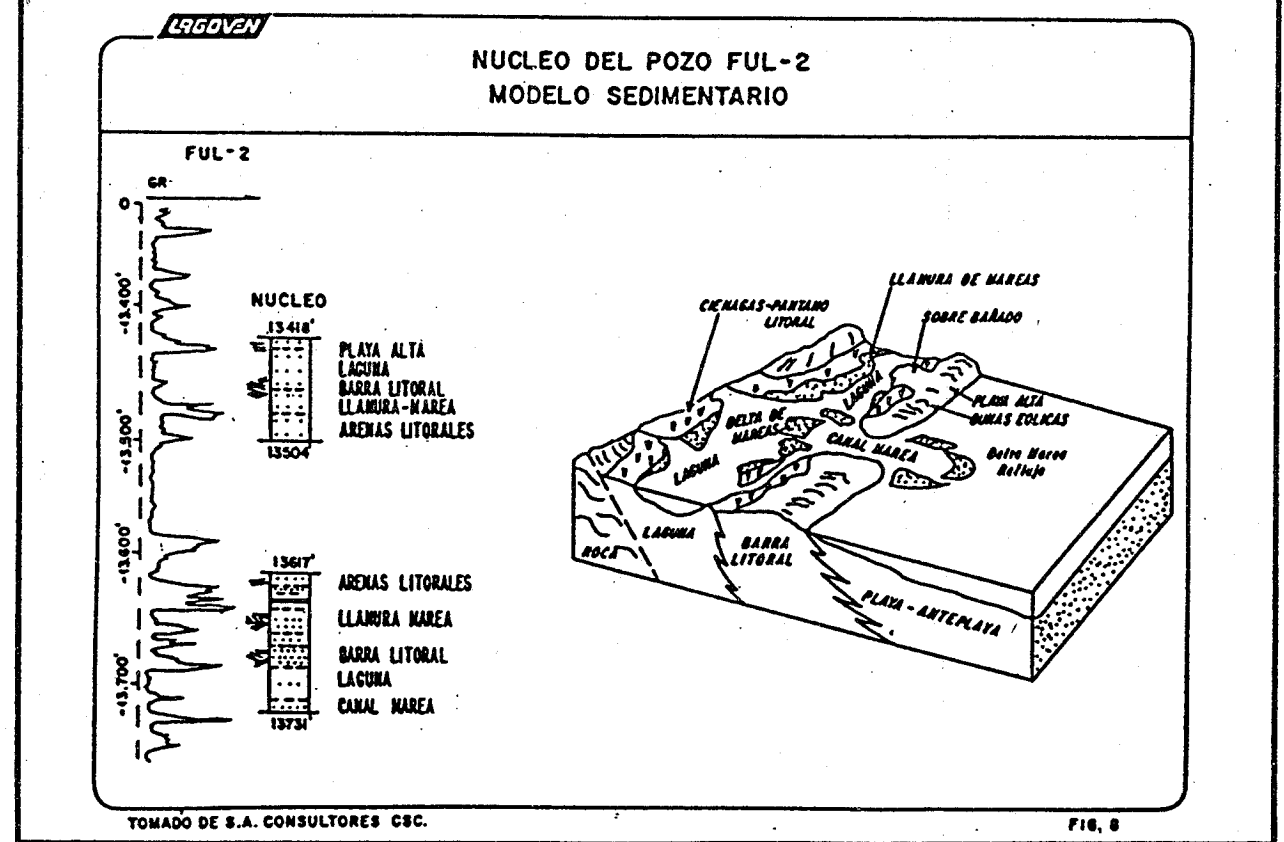 LAGOVEN
NUCLEO DEL POZO FUL-2
MODELO SEDIMENTARIO
FUL-2
GR
0
-13.400'
-13.500'
-13.600'
-13.700'
NUCLEO
13418'
PLAYA ALTA
LAGUNA
BARRA LITORAL
LLANURA-MAREA
ARENAS LITORALES
13504'
13617'
ARENAS LITORALES
LLANURA MAREA
BARRA LITORAL
LAGUNA
CANAL MAREA
13731'
LLANURA DE MAREAS
CIENAGAS-PANTANO
LITORAL
SOBRE BAÑADO
LAGUNA
PLAYA ALTA
DUNAS EOLICAS
DELTA DE
MAREAS
CANAL MAREA
Delta Marea
Reflujo
LAGUNA
ROCA
LAGUNA
BARRA
LITORAL
PLAYA-ANTEPLAYA
TOMADO DE S.A. CONSULTORES CSC.
FIG, 8